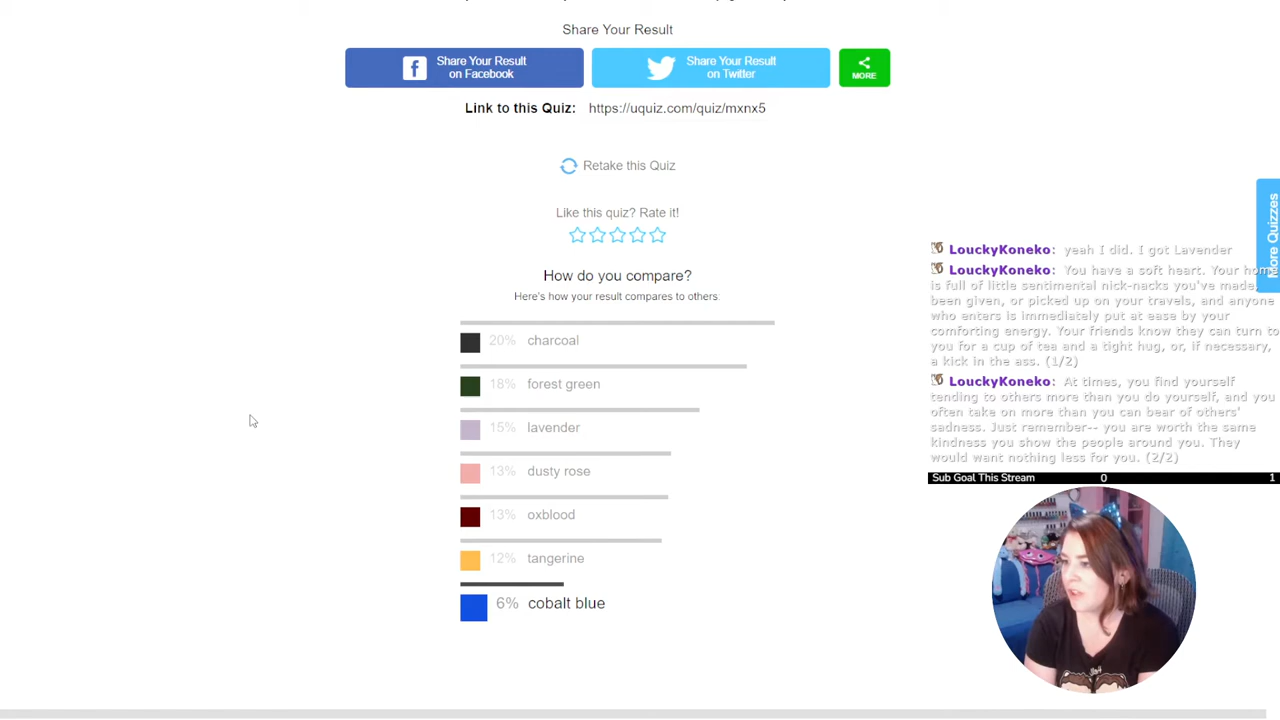 Share Your Result
Share Your Result
on Facebook
Share Your Result
on Twitter
MORE
Link to this Quiz: https://uquiz.com/quiz/mxnx5
Retake this Quiz
Like this quiz? Rate it!
How do you compare?
Here's how your result compares to others:
20% charcoal
18% forest green
15% lavender
13% dusty rose
13% oxblood
12% tangerine
6% cobalt blue
More Quizzes
LouckyKoneko: yeah I did. I got Lavender
LouckyKoneko: You have a soft heart. Your home
is full of little sentimental nick-nacks you've made,
been given, or picked up on your travels, and anyone
who enters is immediately put at ease by your
comforting energy. Your friends know they can turn to
you for a cup of tea and a tight hug, or, if necessary,
a kick in the ass. (1/2)
LouckyKoneko: At times, you find yourself
tending to others more than you do yourself, and you
often take on more than you can bear of others'
sadness. Just remember-- you are worth the same
kindness you show the people around you. They
would want nothing less for you. (2/2)
Sub Goal This Stream 0 1